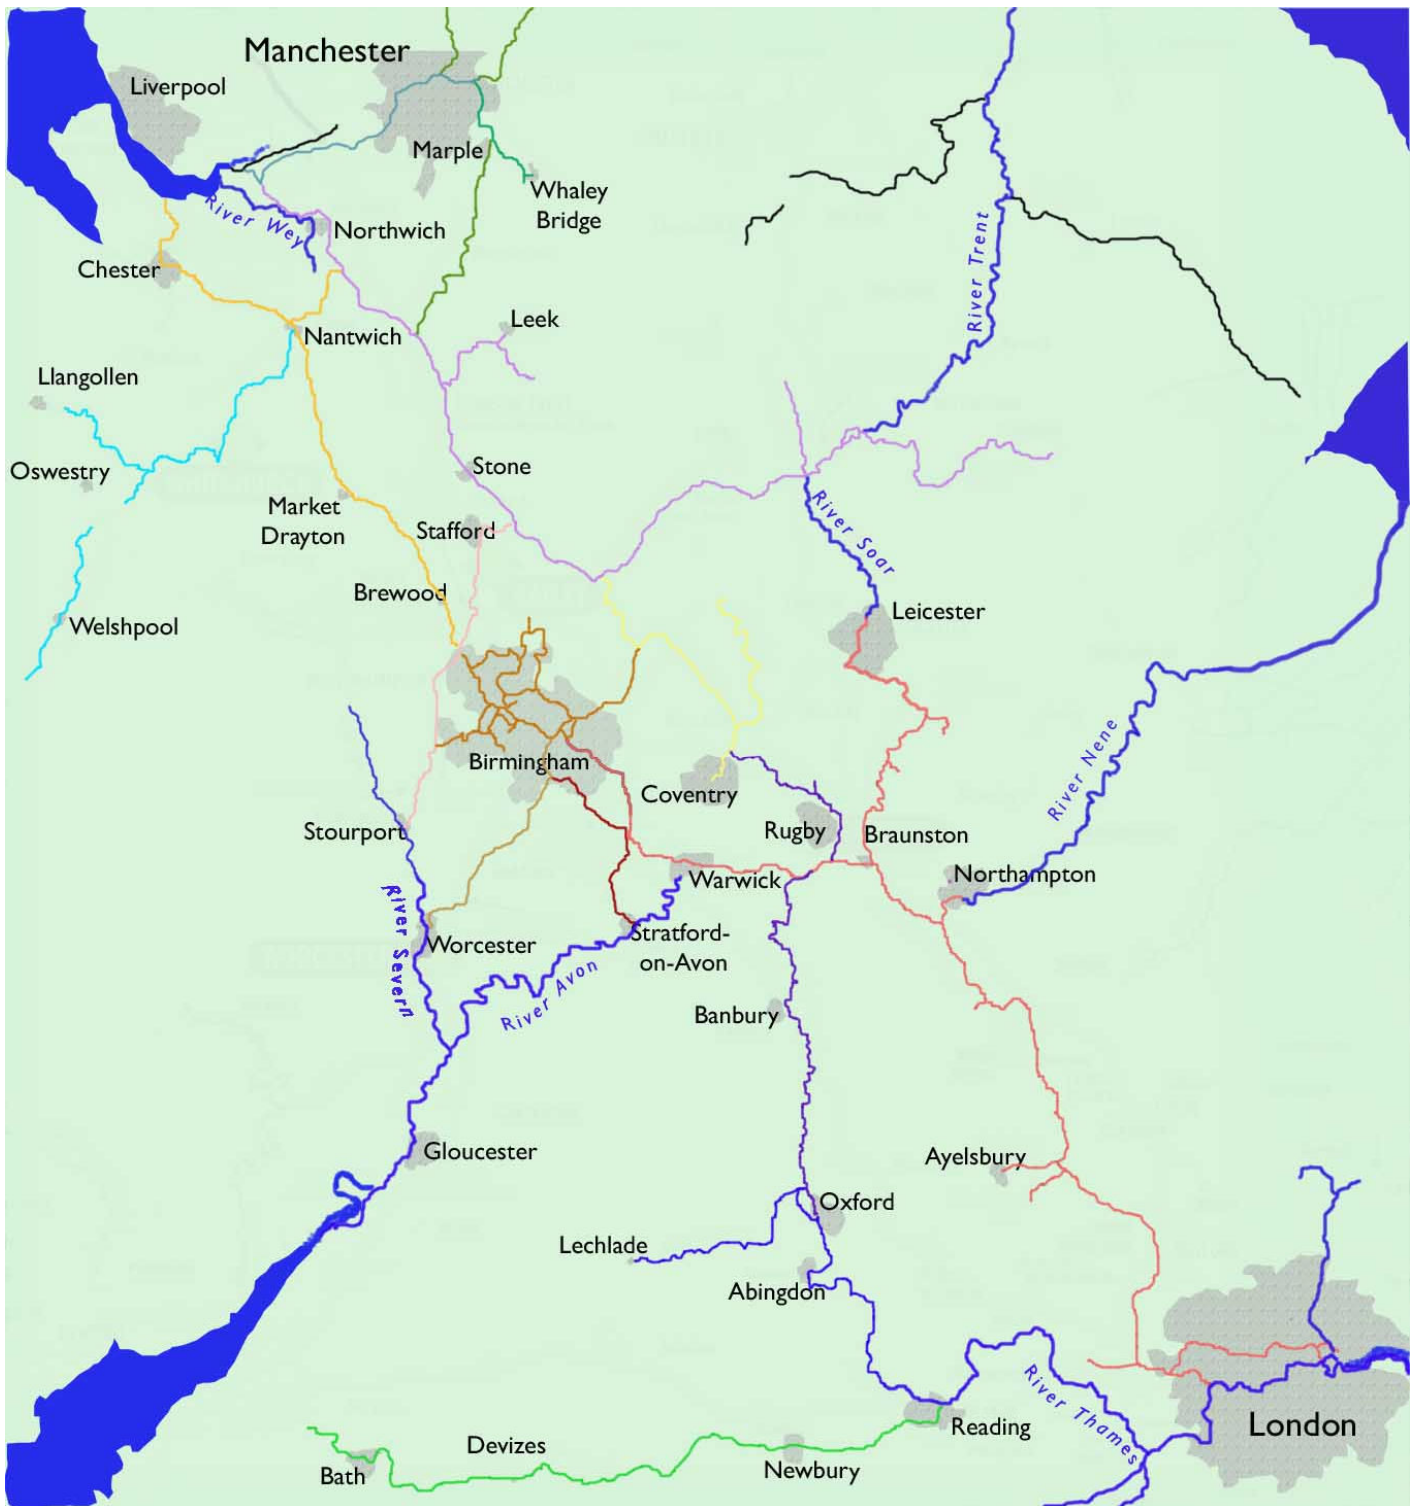 Manchester
Liverpool
Marple
Whaley
Bridge
River Wey
Northwich
River Trent
Chester
Leek
Nantwich
Llangollen
Stone
Oswestry
Market
Drayton
River Soar
Stafford
Brewood
Leicester
Welshpool
River Nene
Birmingham
Coventry
Stourport
Rugby
Braunston
Warwick
Northampton
River Severn
Worcester
Stratford-
on-Avon
River Avon
Banbury
Gloucester
Ayelsbury
Oxford
Lechlade
Abingdon
River Thames
Reading
London
Devizes
Bath
Newbury